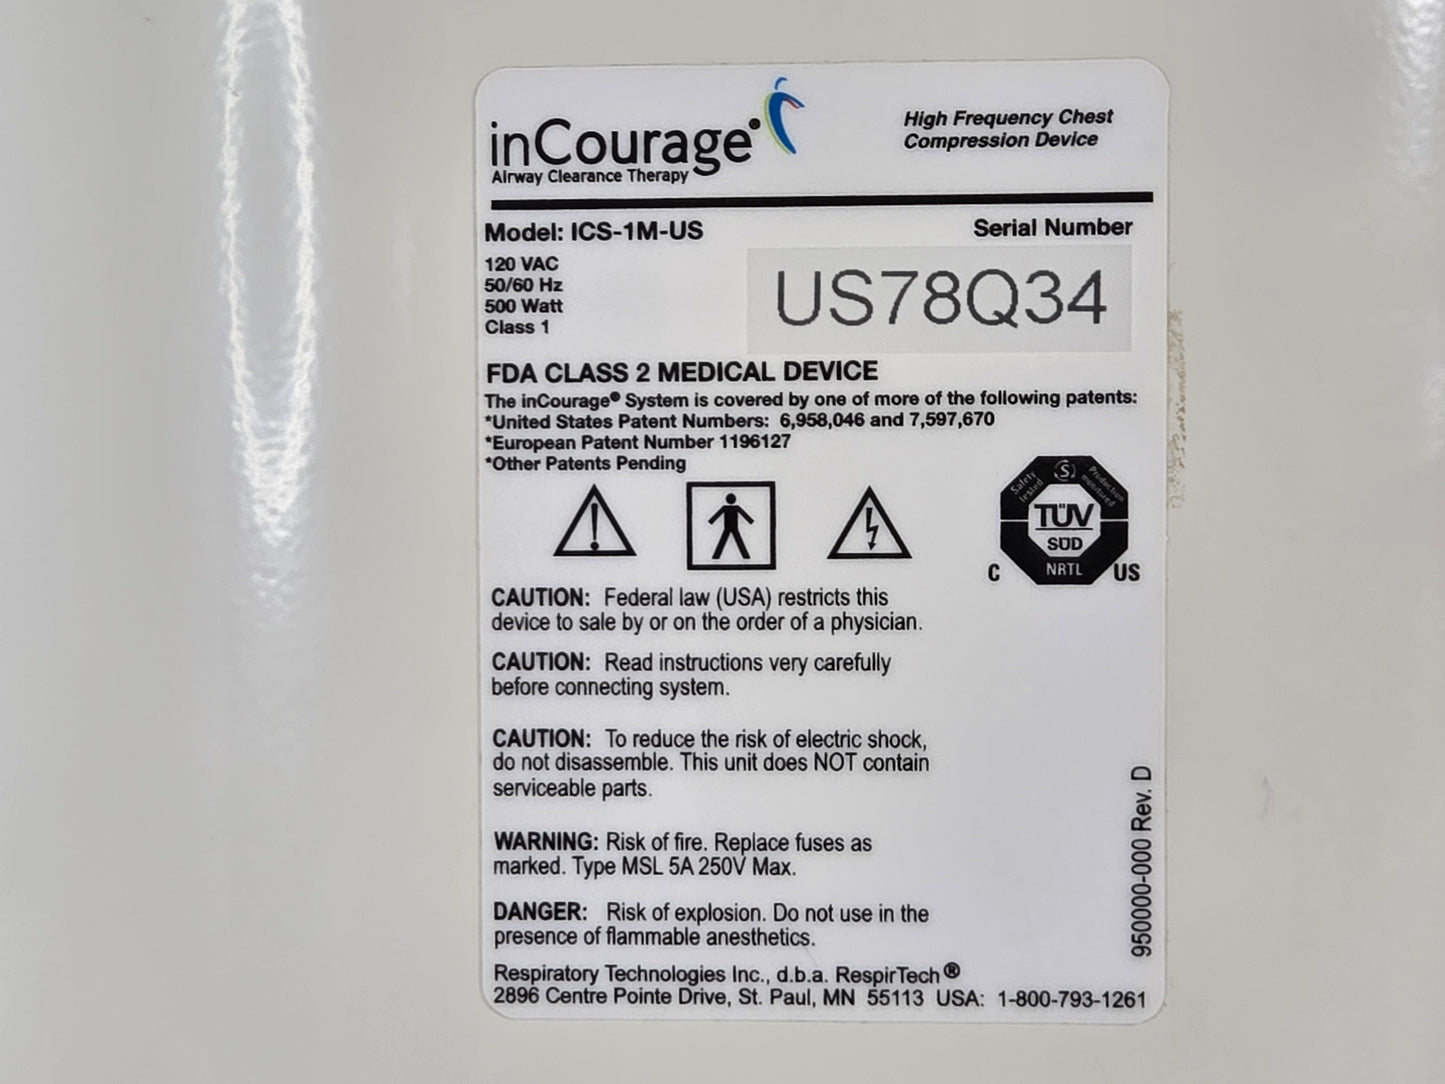 inCourage®
Airway Clearance Therapy
High Frequency Chest
Compression Device
Model: ICS-1M-US
Serial Number
120 VAC
50/60 Hz
500 Watt
Class 1
US78Q34
FDA CLASS 2 MEDICAL DEVICE
The inCourage® System is covered by one of more of the following patents:
*United States Patent Numbers: 6,958,046 and 7,597,670
*European Patent Number 1196127
*Other Patents Pending
Safety tested
S
Production monitored
TÜV
SÜD
NRTL
C US
CAUTION: Federal law (USA) restricts this
device to sale by or on the order of a physician.
CAUTION: Read instructions very carefully
before connecting system.
CAUTION: To reduce the risk of electric shock,
do not disassemble. This unit does NOT contain
serviceable parts.
WARNING: Risk of fire. Replace fuses as
marked. Type MSL 5A 250V Max.
DANGER: Risk of explosion. Do not use in the
presence of flammable anesthetics.
Respiratory Technologies Inc., d.b.a. RespirTech®
2896 Centre Pointe Drive, St. Paul, MN 55113 USA: 1-800-793-1261
950000-000 Rev. D